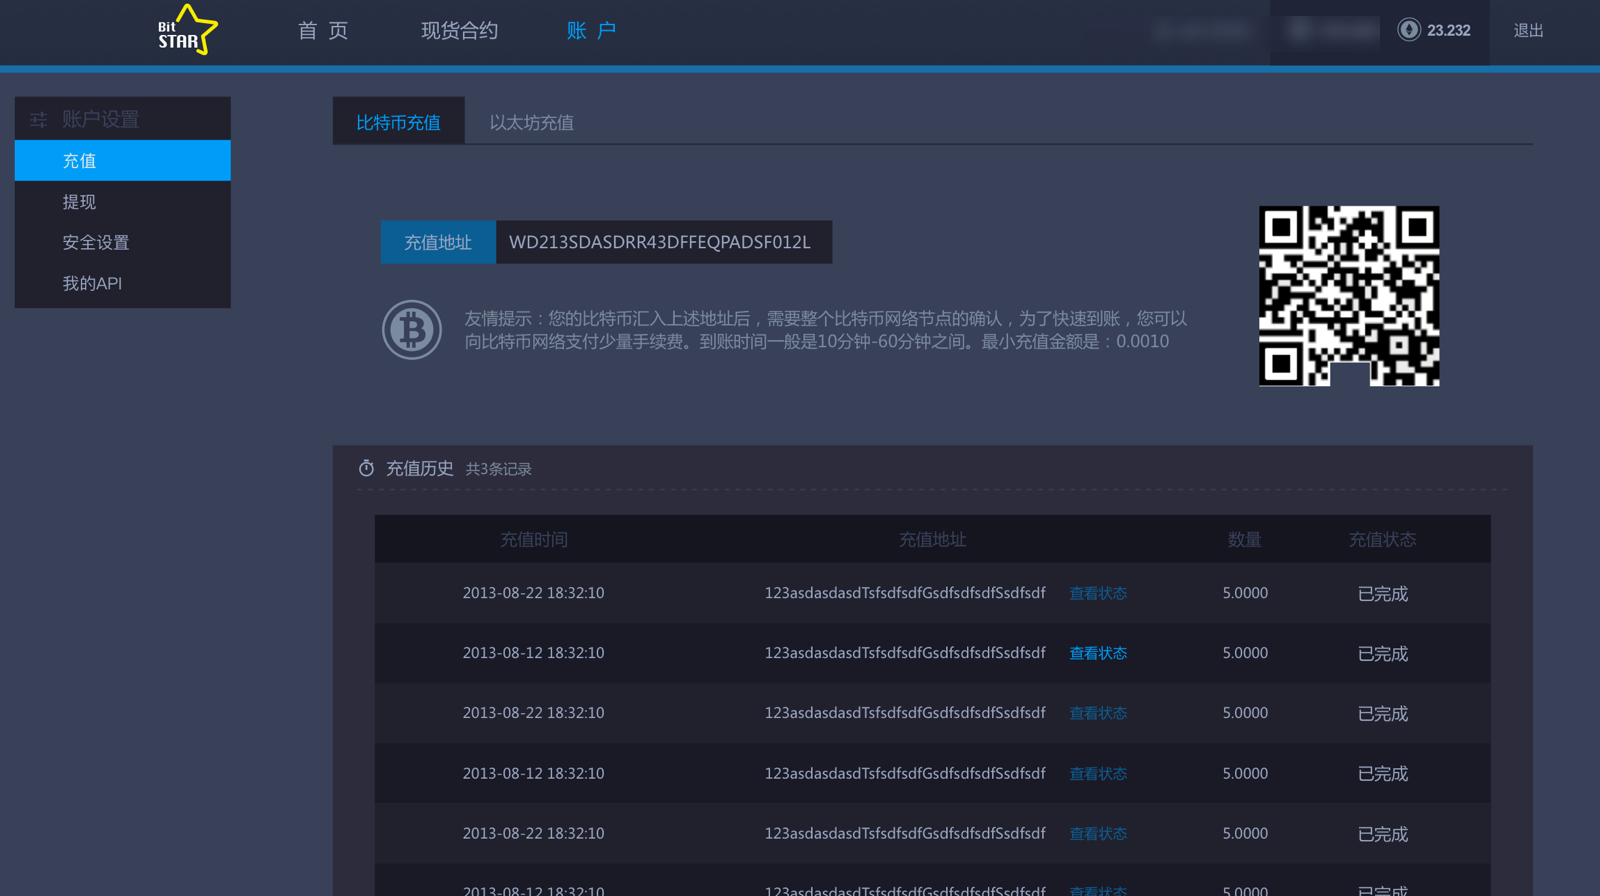 Bit
STAR
首 页
现货合约
账 户
23.232
退出
账户设置
充值
提现
安全设置
我的API
比特币充值
以太坊充值
充值地址
WD213SDASDRR43DFFEQPADSF012L
友情提示：您的比特币汇入上述地址后，需要整个比特币网络节点的确认，为了快速到账，您可以
向比特币网络支付少量手续费。到账时间一般是10分钟-60分钟之间。最小充值金额是：0.0010
充值历史 共3条记录
充值时间 充值地址 数量 充值状态
2013-08-22 18:32:10 123asdasdasdTsfsdfsdfGsdfsdfsdfSsdfsdf 查看状态 5.0000 已完成
2013-08-12 18:32:10 123asdasdasdTsfsdfsdfGsdfsdfsdfSsdfsdf 查看状态 5.0000 已完成
2013-08-22 18:32:10 123asdasdasdTsfsdfsdfGsdfsdfsdfSsdfsdf 查看状态 5.0000 已完成
2013-08-12 18:32:10 123asdasdasdTsfsdfsdfGsdfsdfsdfSsdfsdf 查看状态 5.0000 已完成
2013-08-22 18:32:10 123asdasdasdTsfsdfsdfGsdfsdfsdfSsdfsdf 查看状态 5.0000 已完成
2013-08-12 18:32:10 123asdasdasdTsfsdfsdfGsdfsdfsdfSsdfsdf 查看状态 5.0000 已完成